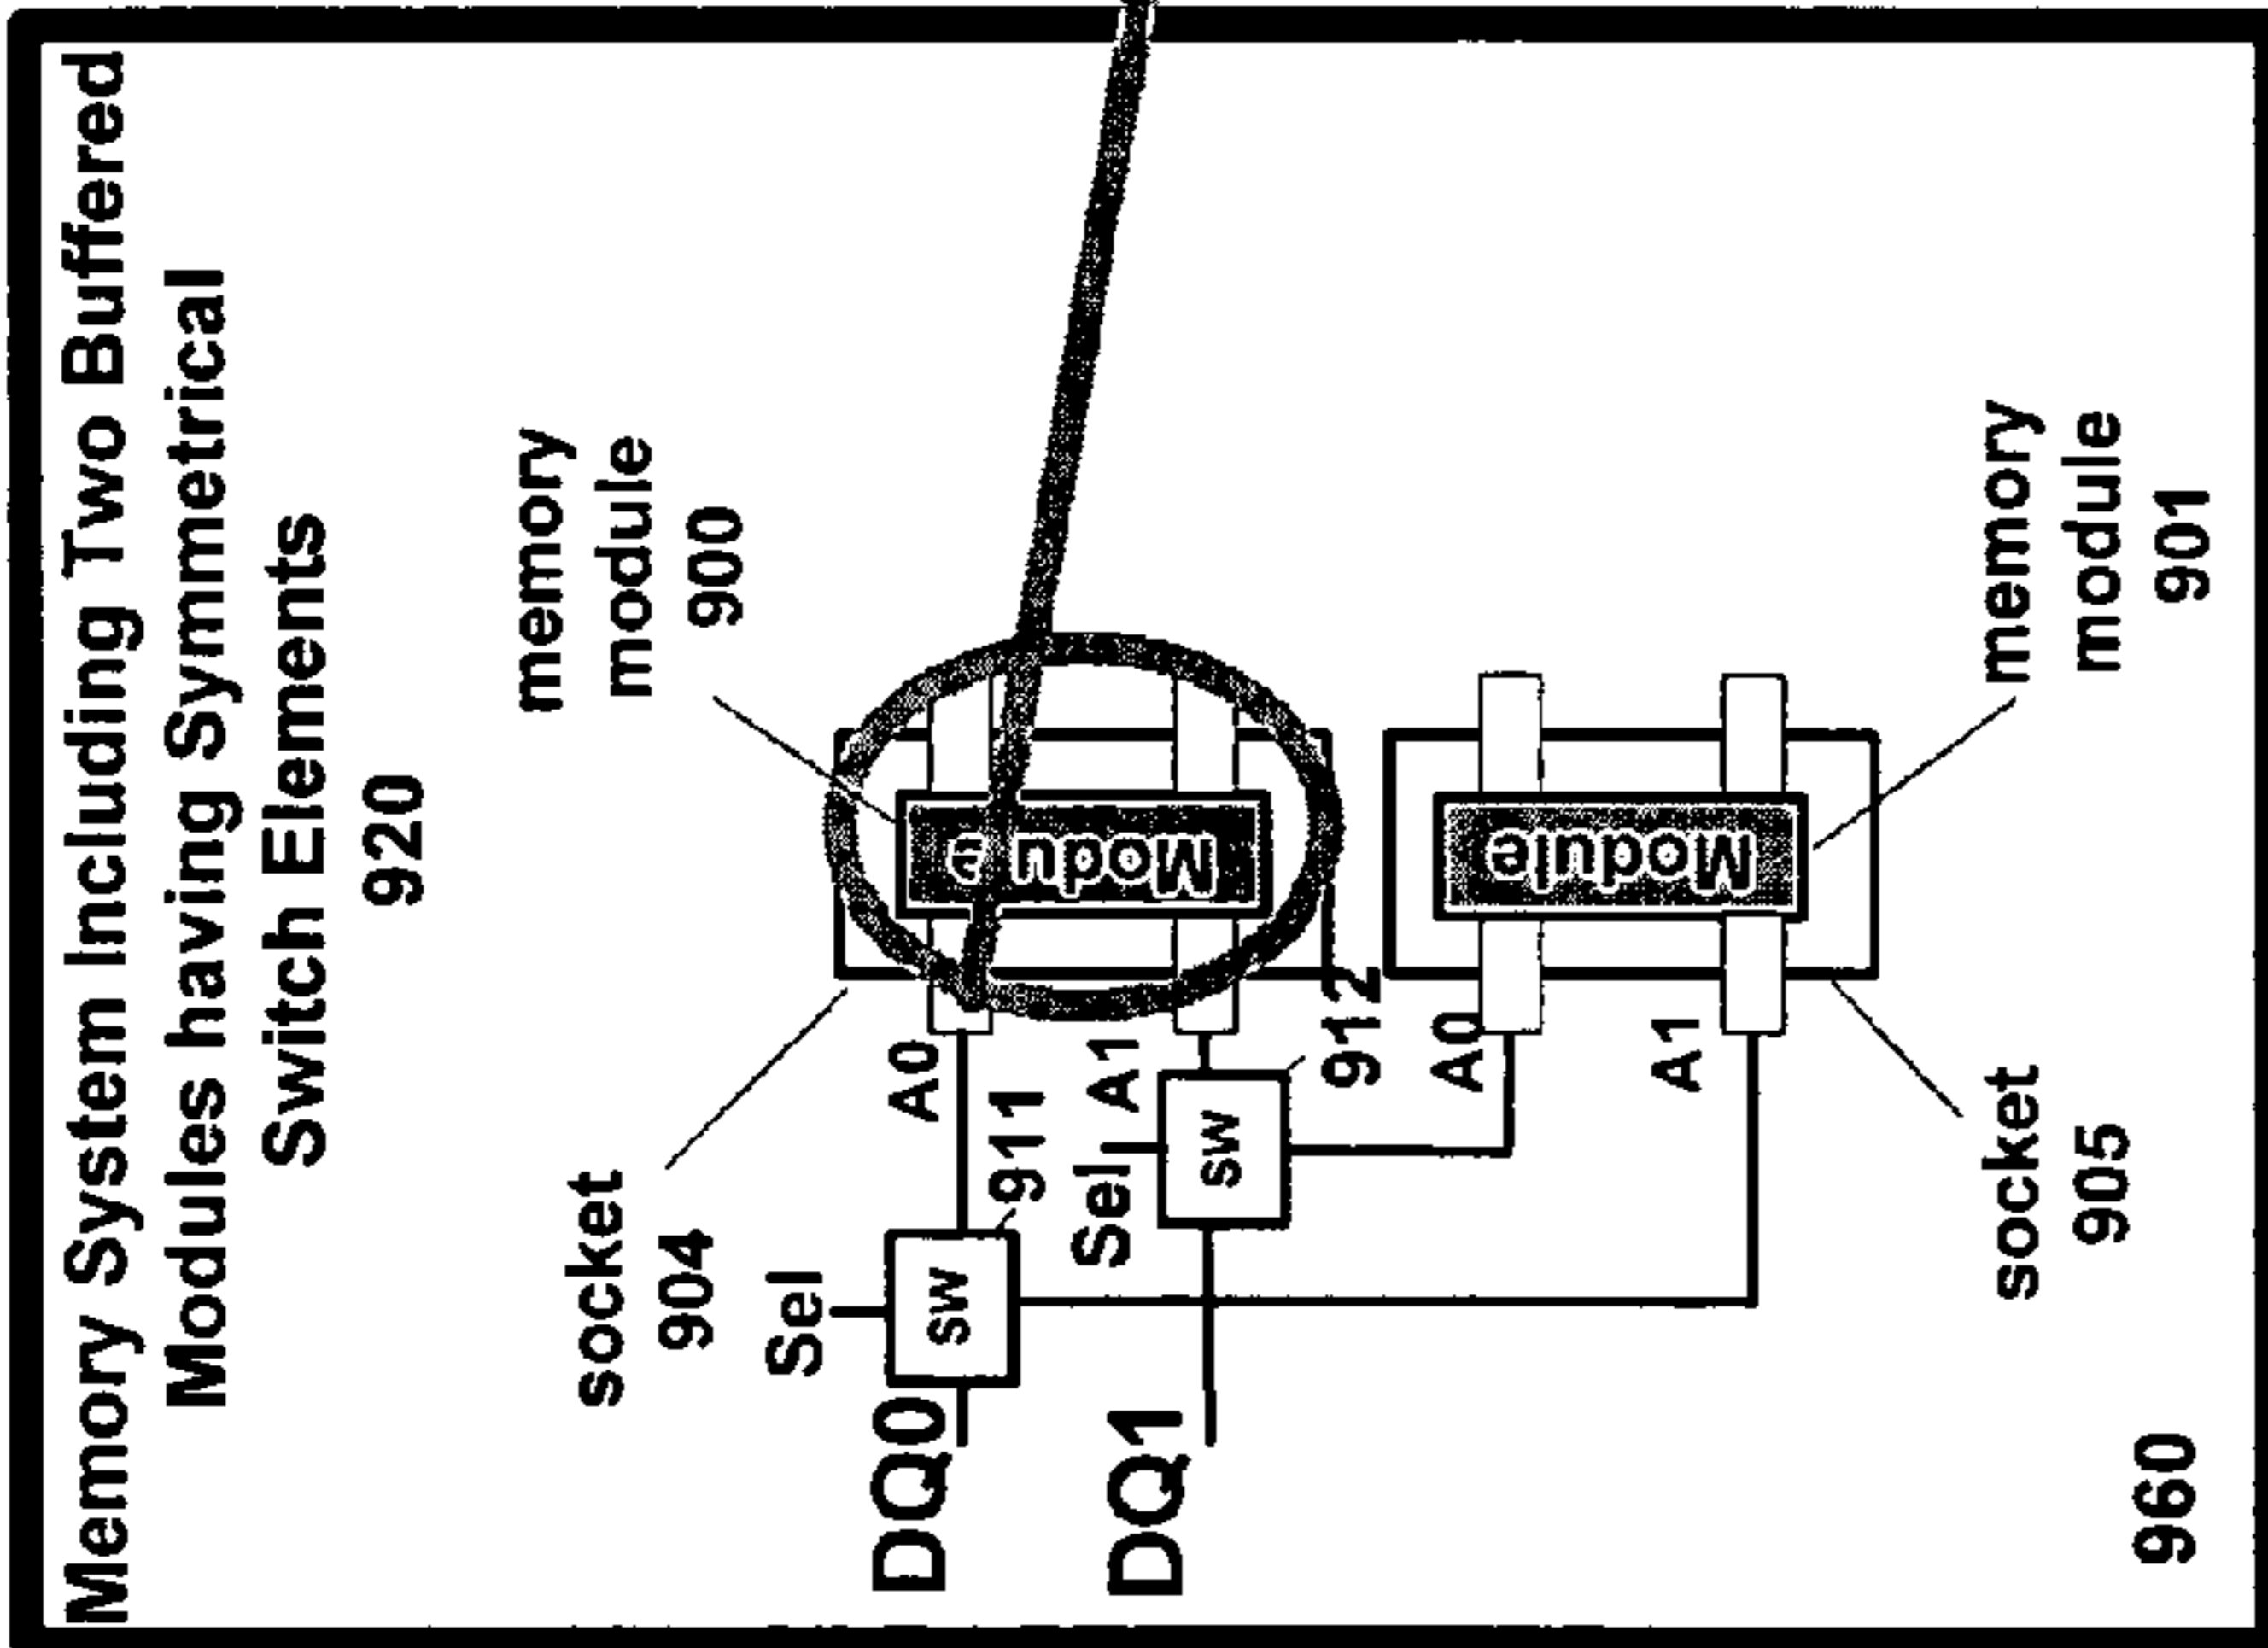 Memory System Including Two Buffered
Modules having Symmetrical
Switch Elements
920
memory
module
900
socket
904
Sel
DQ0
sw
911
A0
Modu e
Sel
A1
DQ1
sw
912
A0
Module
A1
memory
module
901
socket
905
960